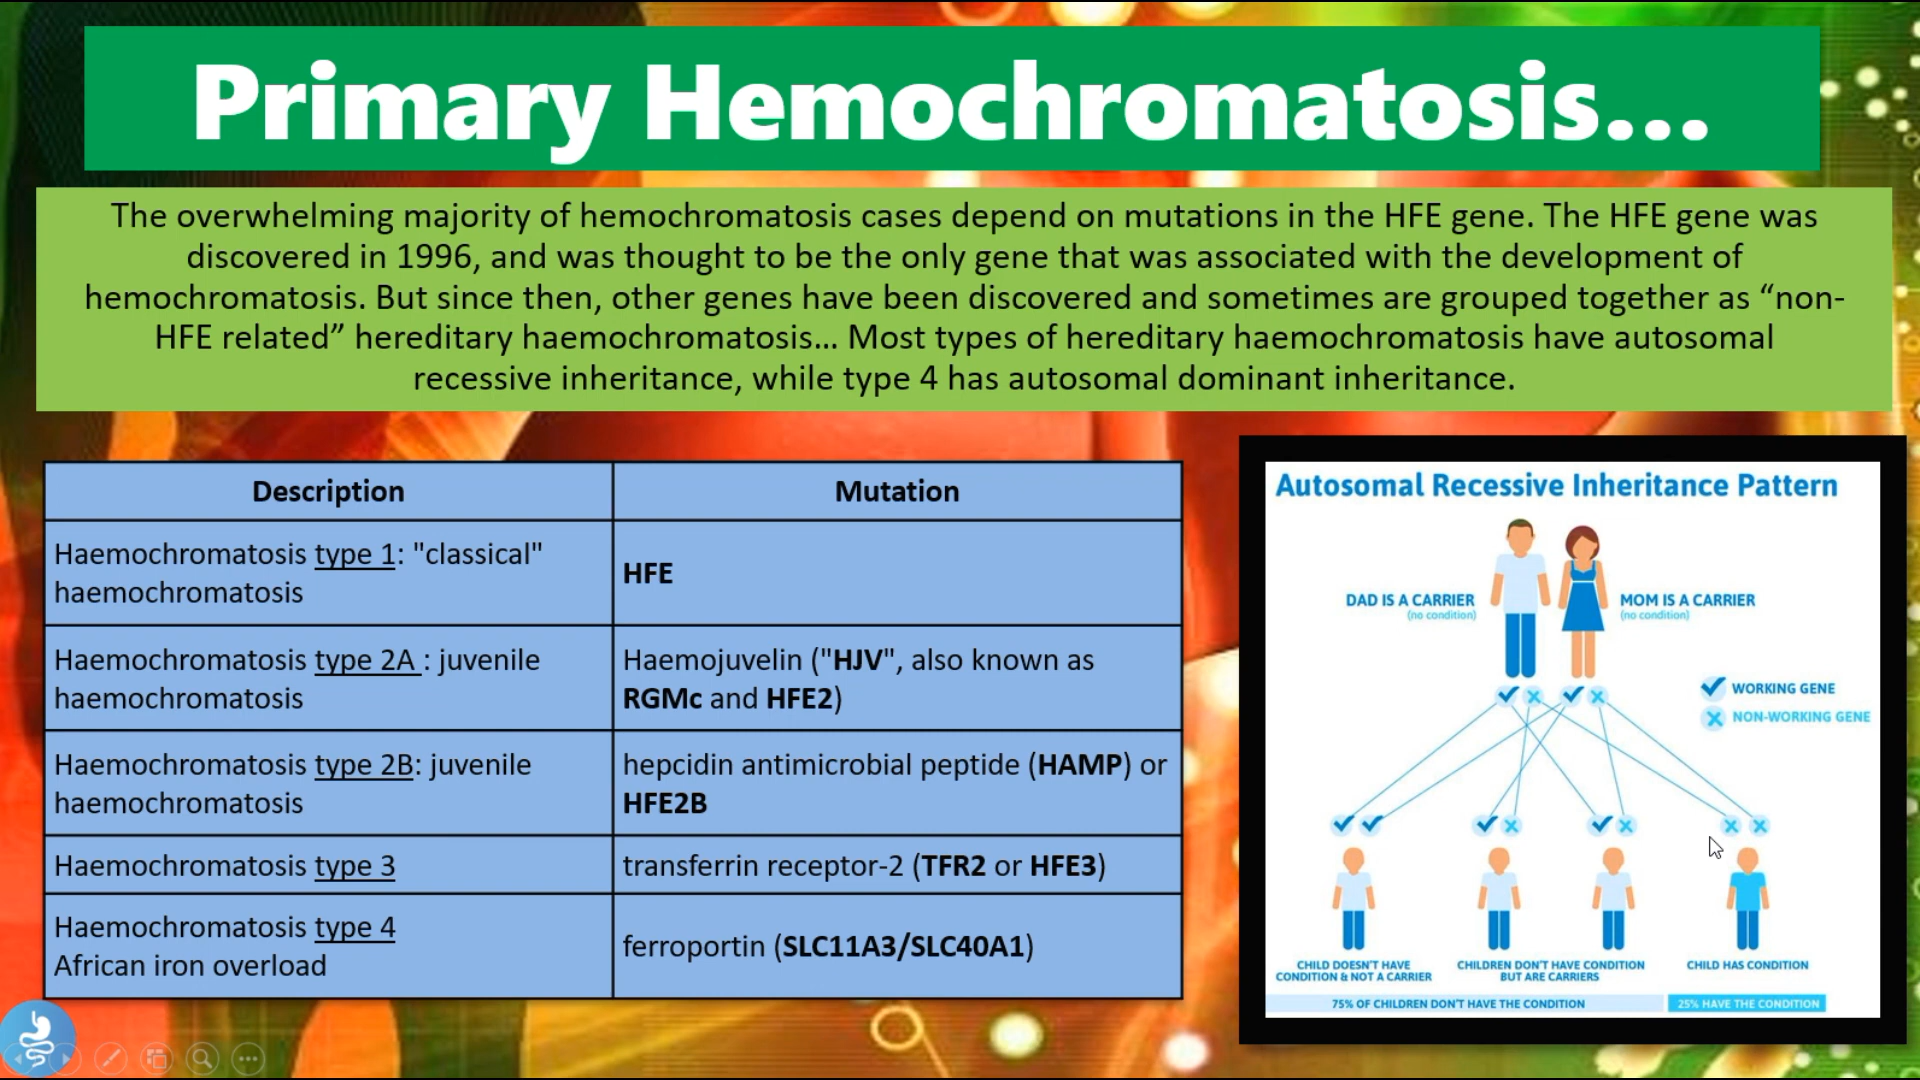 Primary Hemochromatosis...
The overwhelming majority of hemochromatosis cases depend on mutations in the HFE gene. The HFE gene was
discovered in 1996, and was thought to be the only gene that was associated with the development of
hemochromatosis. But since then, other genes have been discovered and sometimes are grouped together as “non-
HFE related” hereditary haemochromatosis... Most types of hereditary haemochromatosis have autosomal
recessive inheritance, while type 4 has autosomal dominant inheritance.
Description
Mutation
Haemochromatosis type 1: "classical"
haemochromatosis
HFE
Haemochromatosis type 2A : juvenile
haemochromatosis
Haemojuvelin ("HJV", also known as
RGMc and HFE2)
Haemochromatosis type 2B: juvenile
haemochromatosis
hepcidin antimicrobial peptide (HAMP) or
HFE2B
Haemochromatosis type 3
transferrin receptor-2 (TFR2 or HFE3)
Haemochromatosis type 4
African iron overload
ferroportin (SLC11A3/SLC40A1)
Autosomal Recessive Inheritance Pattern
DAD IS A CARRIER
(no condition)
MOM IS A CARRIER
(no condition)
WORKING GENE
NON-WORKING GENE
CHILD DOESN'T HAVE
CONDITION & NOT A CARRIER
CHILDREN DON'T HAVE CONDITION
BUT ARE CARRIERS
CHILD HAS CONDITION
75% OF CHILDREN DON'T HAVE THE CONDITION
25% HAVE THE CONDITION